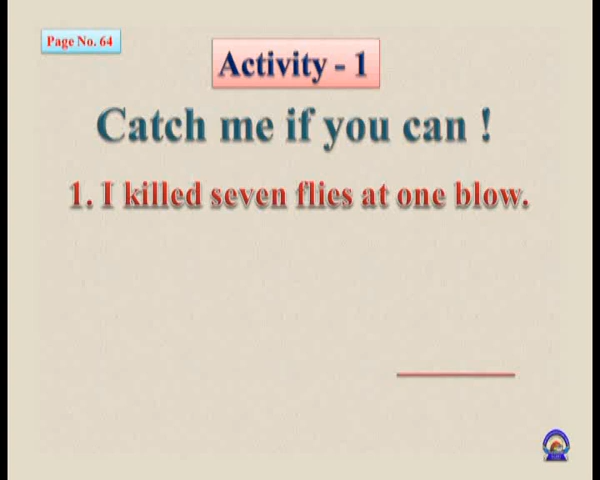 Page No. 64
Activity - 1
Catch me if you can !
1. I killed seven flies at one blow.